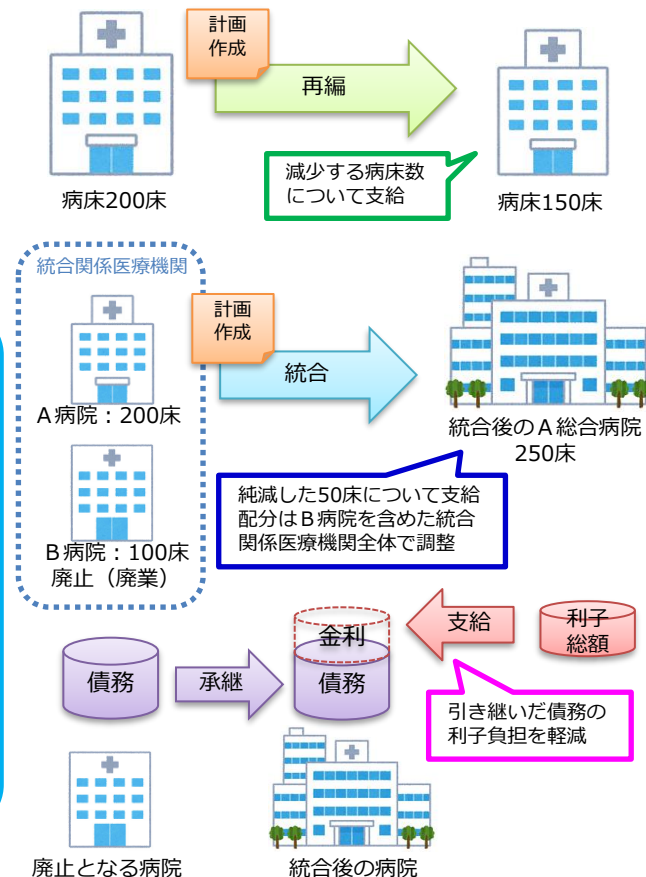 計画
作成
再編
減少する病床数
について支給
病床200床
病床150床
統合関係医療機関
計画
作成
統合
A病院：200床
統合後のA総合病院
250床
純減した50床について支給
配分はB病院を含めた統合
関係医療機関全体で調整
B病院：100床
廃止（廃業）
債務
承継
金利
債務
支給
利子
総額
引き継いだ債務の
利子負担を軽減
廃止となる病院
統合後の病院